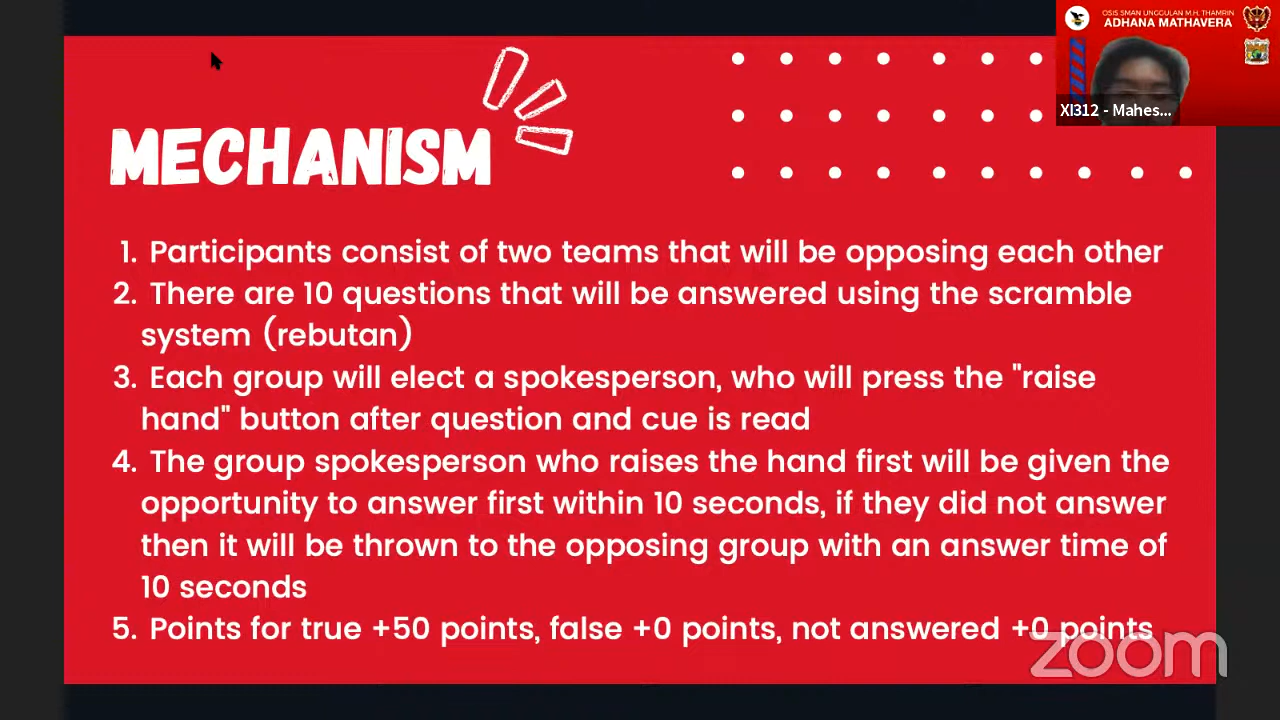 OSIS SMAN UNGGULAN M.H. THAMRIN
ADHANA MATHAVERA
XI312 - Mahes...
MECHANISM
1. Participants consist of two teams that will be opposing each other
2. There are 10 questions that will be answered using the scramble
system (rebutan)
3. Each group will elect a spokesperson, who will press the "raise
hand" button after question and cue is read
4. The group spokesperson who raises the hand first will be given the
opportunity to answer first within 10 seconds, if they did not answer
then it will be thrown to the opposing group with an answer time of
10 seconds
5. Points for true +50 points, false +0 points, not answered +0 points
zoom